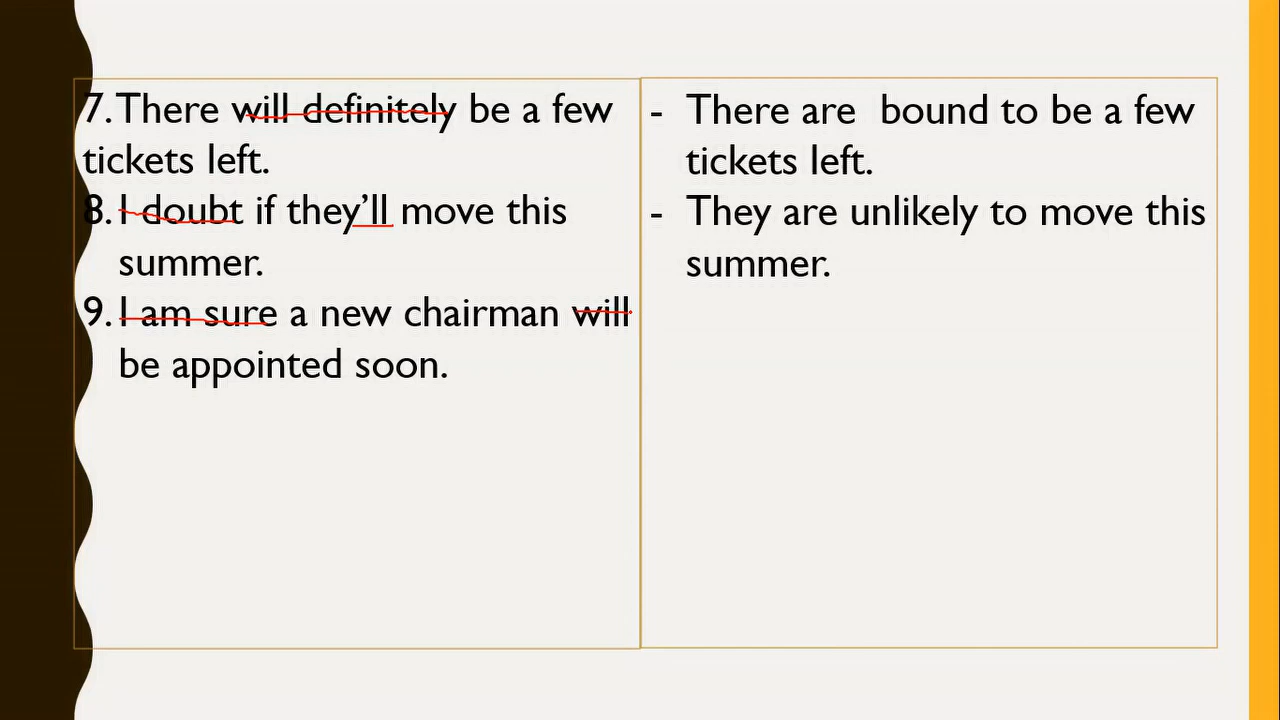 7. There will definitely be a few
tickets left.
8. I doubt if they’ll move this
summer.
9. I am sure a new chairman will
be appointed soon.
- There are bound to be a few
tickets left.
- They are unlikely to move this
summer.